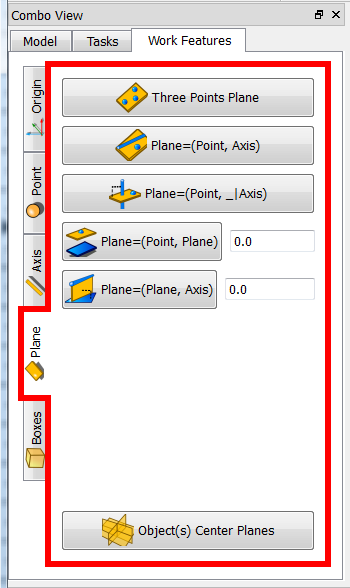 Combo View
Model Tasks Work Features
Origin
Point
Axis
Plane
Boxes
Three Points Plane
Plane=(Point, Axis)
Plane=(Point, _|Axis)
Plane=(Point, Plane) 0.0
Plane=(Plane, Axis) 0.0
Object(s) Center Planes